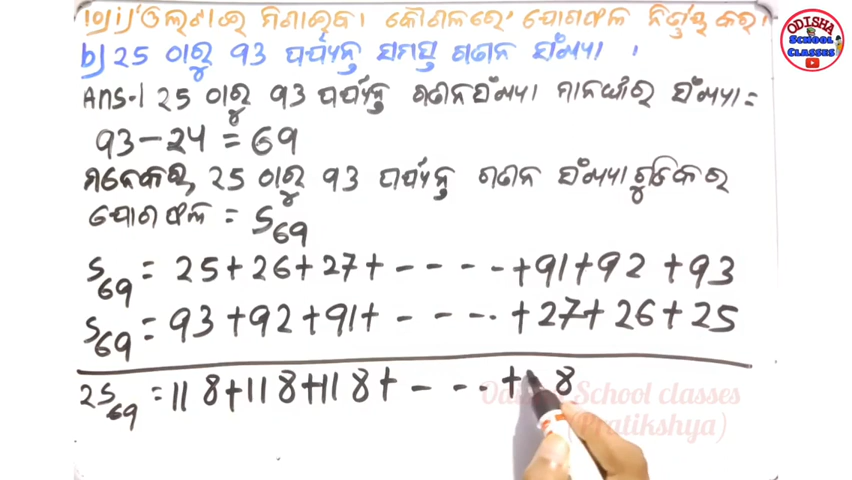 10) i) 'ଓଲଟାଇ ମିଶାଇବା କୌଶଳରେ' ଯୋଗଫଳ ନିର୍ଣ୍ଣୟ କର।
b) 25 ଠାରୁ 93 ପର୍ଯ୍ୟନ୍ତ ସମସ୍ତ ଗଣନ ସଂଖ୍ୟା ।
Ans-। 25 ଠାରୁ 93 ପର୍ଯ୍ୟନ୍ତ ଗଣନସଂଖ୍ୟା ମାନଙ୍କର ସଂଖ୍ୟା =
93 - 24 = 69
ମନେକର, 25 ଠାରୁ 93 ପର୍ଯ୍ୟନ୍ତ ଗଣନ ସଂଖ୍ୟାଗୁଡିକର
ଯୋଗଫଳ = S69
S69 = 25 + 26 + 27 + - - - - - + 91 + 92 + 93
S69 = 93 + 92 + 91 + - - - - . + 27 + 26 + 25
2S69 = 118 + 118 + 118 + - - - . + 8
ODISHA SCHOOL CLASSES
Odisha School classes
(Pratikshya)